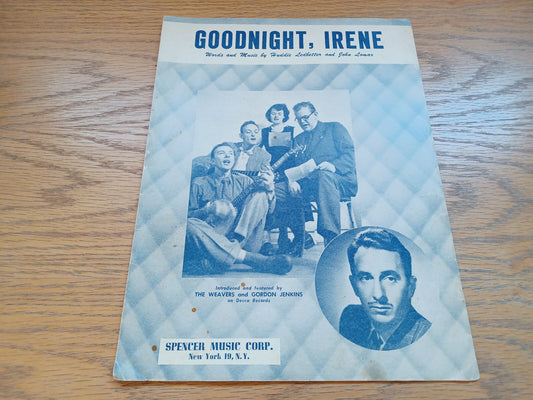 GOODNIGHT, IRENE
Words and Music by Huddie Ledbetter and John Lomax
Introduced and featured by
THE WEAVERS and GORDON JENKINS
on Decca Records
SPENCER MUSIC CORP.
New York 19, N.Y.